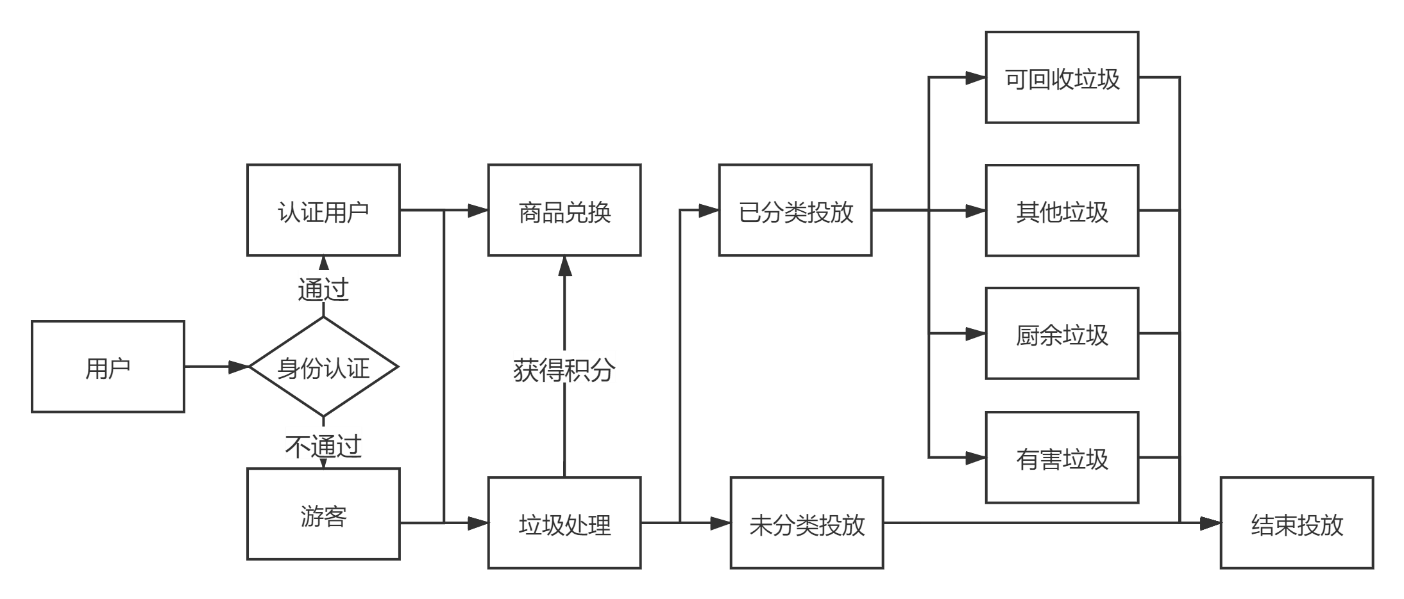 可回收垃圾
认证用户
商品兑换
已分类投放
其他垃圾
通过
厨余垃圾
用户
身份认证
获得积分
不通过
有害垃圾
游客
垃圾处理
未分类投放
结束投放